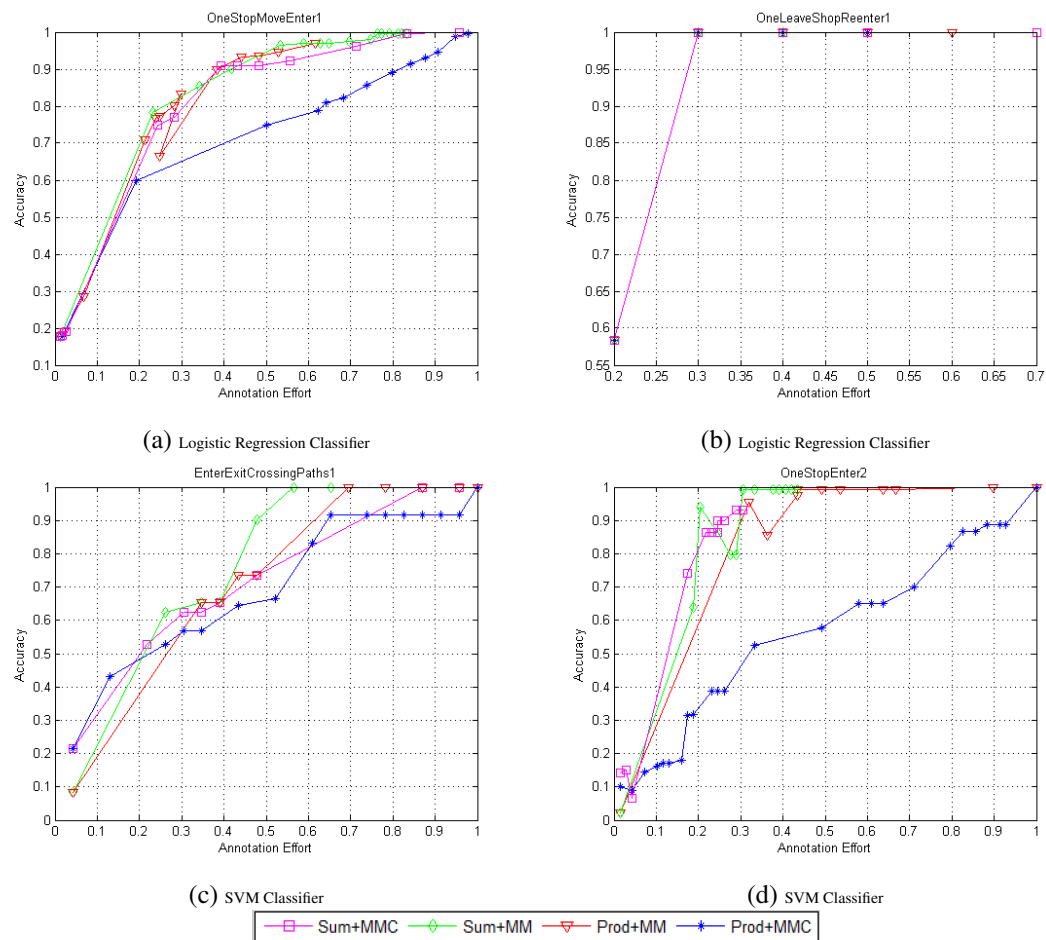 OneStopMoveEnter1
1
0.9
0.8
0.7
0.6
0.5
0.4
0.3
0.2
0.1
Accuracy
0 0.1 0.2 0.3 0.4 0.5 0.6 0.7 0.8 0.9 1
Annotation Effort
(a) Logistic Regression Classifier
OneLeaveShopReenter1
1
0.95
0.9
0.85
0.8
0.75
0.7
0.65
0.6
0.55
Accuracy
0.2 0.25 0.3 0.35 0.4 0.45 0.5 0.55 0.6 0.65 0.7
Annotation Effort
(b) Logistic Regression Classifier
EnterExitCrossingPaths1
1
0.9
0.8
0.7
0.6
0.5
0.4
0.3
0.2
0.1
0
Accuracy
0 0.1 0.2 0.3 0.4 0.5 0.6 0.7 0.8 0.9 1
Annotation Effort
(c) SVM Classifier
OneStopEnter2
1
0.9
0.8
0.7
0.6
0.5
0.4
0.3
0.2
0.1
0
Accuracy
0 0.1 0.2 0.3 0.4 0.5 0.6 0.7 0.8 0.9 1
Annotation Effort
(d) SVM Classifier
Sum+MMC Sum+MM Prod+MM Prod+MMC